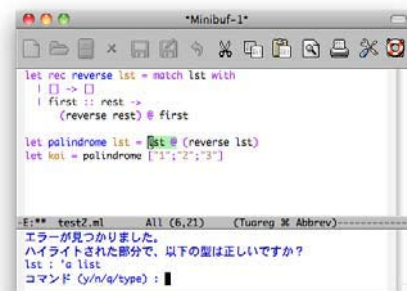 *Minibuf-1*
let rec reverse lst = match lst with
| [] -> []
| first :: rest ->
(reverse rest) @ first
let palindrome lst = lst @ (reverse lst)
let kai = palindrome ["1";"2";"3"]
-E:** test2.ml All (6,21) (Tuareg ⌘ Abbrev)-----------
エラーが見つかりました。
ハイライトされた部分で、以下の型は正しいですか?
lst : 'a list
コマンド (y/n/q/type) :